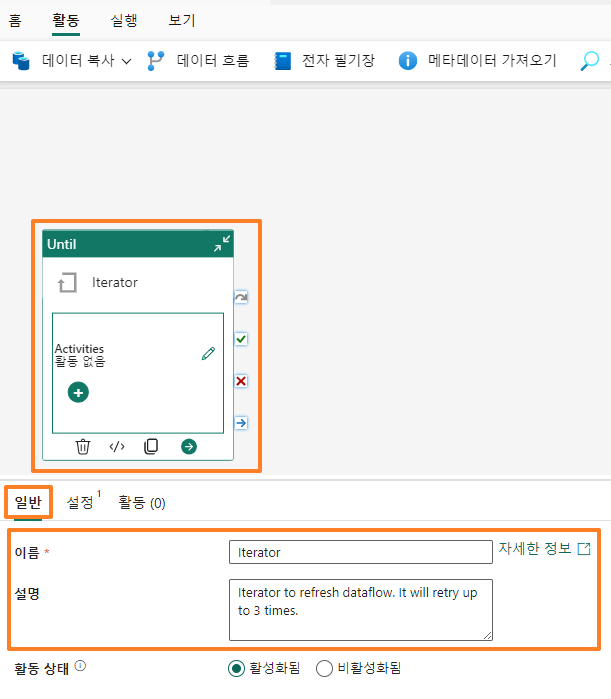 홈 활동 실행 보기
데이터 복사 데이터 흐름 전자 필기장 메타데이터 가져오기
Until
Iterator
Activities
활동 없음
일반 설정 1 활동 (0)
이름 * Iterator 자세한 정보
설명 Iterator to refresh dataflow. It will retry up
to 3 times.
활동 상태 활성화됨 비활성화됨